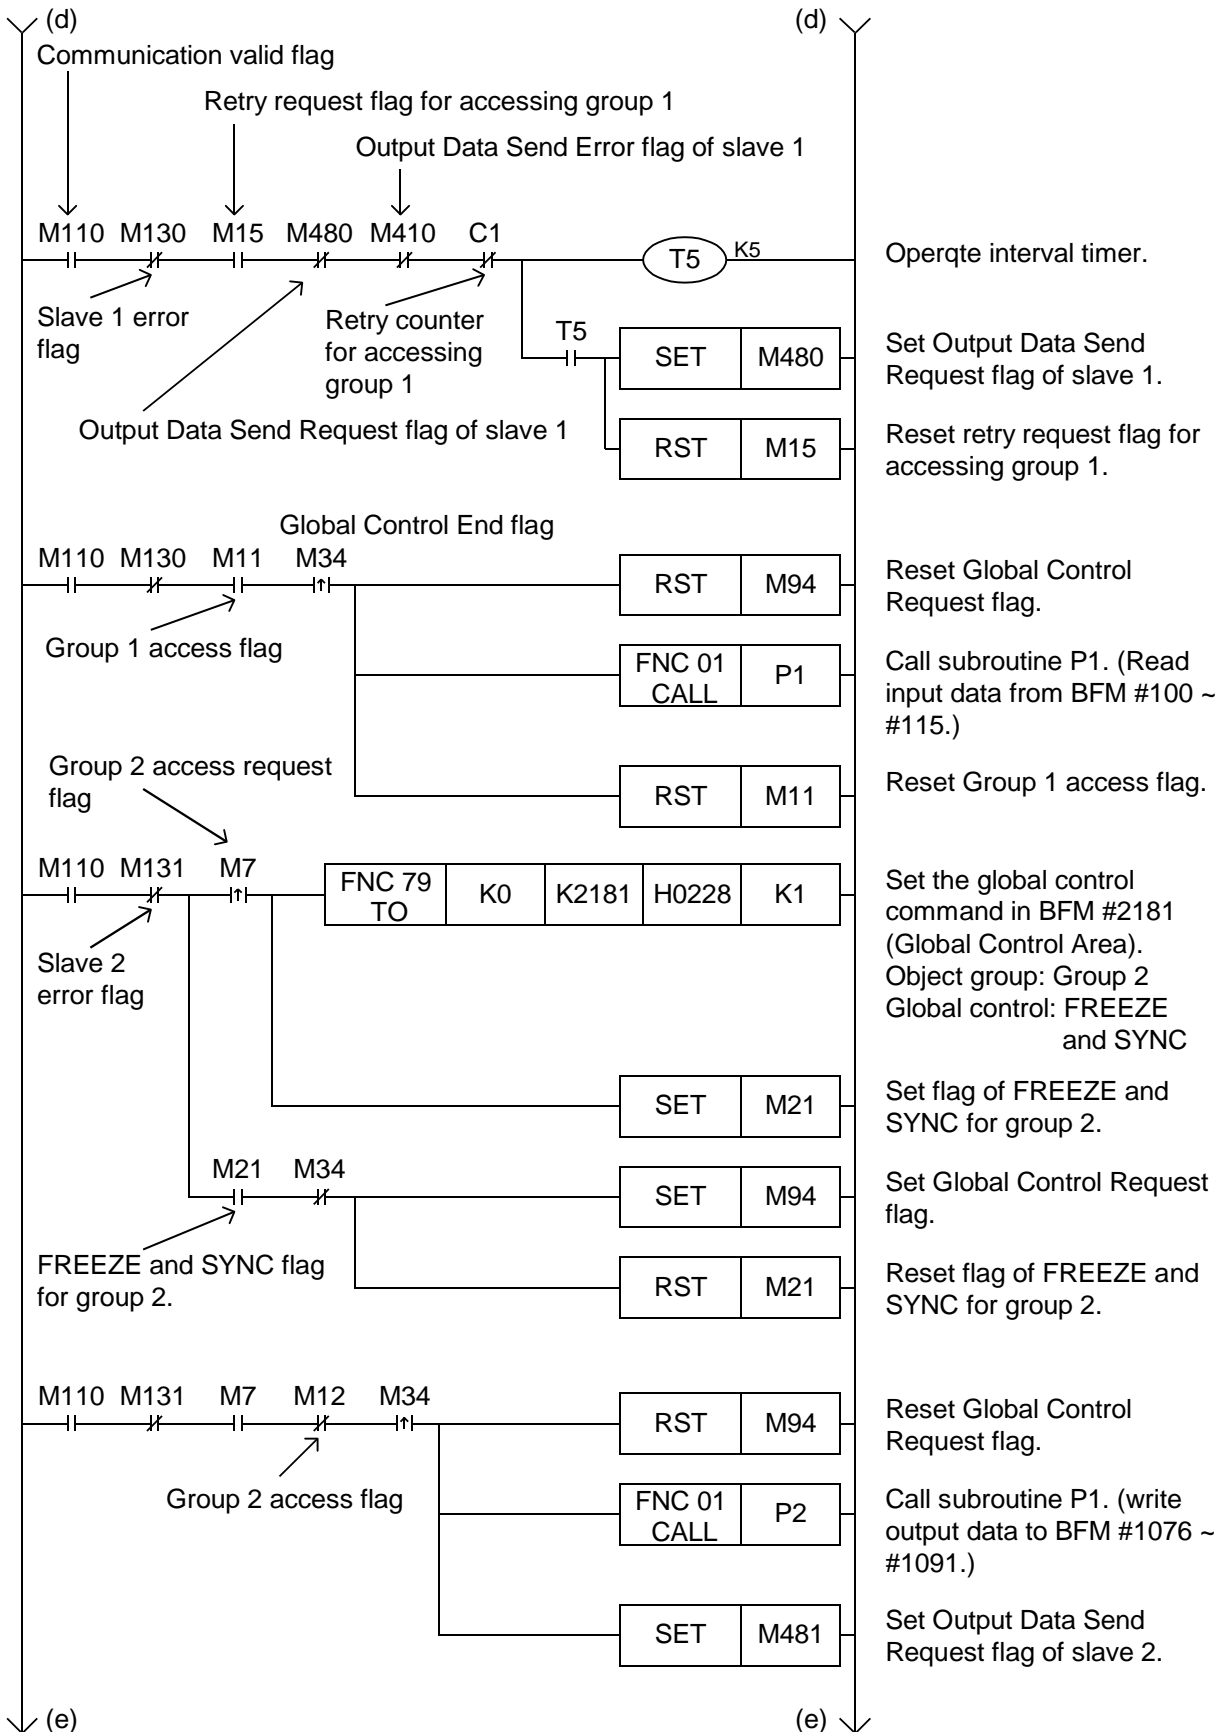 (d) (d)
Communication valid flag
Retry request flag for accessing group 1
Output Data Send Error flag of slave 1
M110 M130 M15 M480 M410 C1
T5 K5
Operqte interval timer.
Slave 1 error
flag
Retry counter
for accessing
group 1
T5
SET M480
Set Output Data Send
Request flag of slave 1.
Output Data Send Request flag of slave 1
RST M15
Reset retry request flag for
accessing group 1.
Global Control End flag
M110 M130 M11 M34
RST M94
Reset Global Control
Request flag.
Group 1 access flag
FNC 01
CALL
P1
Call subroutine P1. (Read
input data from BFM #100 ~
#115.)
Group 2 access request
flag
RST M11
Reset Group 1 access flag.
M110 M131 M7
FNC 79
TO
K0 K2181 H0228 K1
Set the global control
command in BFM #2181
(Global Control Area).
Object group: Group 2
Global control: FREEZE
and SYNC
Slave 2
error flag
SET M21
Set flag of FREEZE and
SYNC for group 2.
M21 M34
SET M94
Set Global Control Request
flag.
FREEZE and SYNC flag
for group 2.
RST M21
Reset flag of FREEZE and
SYNC for group 2.
M110 M131 M7 M12 M34
RST M94
Reset Global Control
Request flag.
Group 2 access flag
FNC 01
CALL
P2
Call subroutine P1. (write
output data to BFM #1076 ~
#1091.)
SET M481
Set Output Data Send
Request flag of slave 2.
(e) (e)